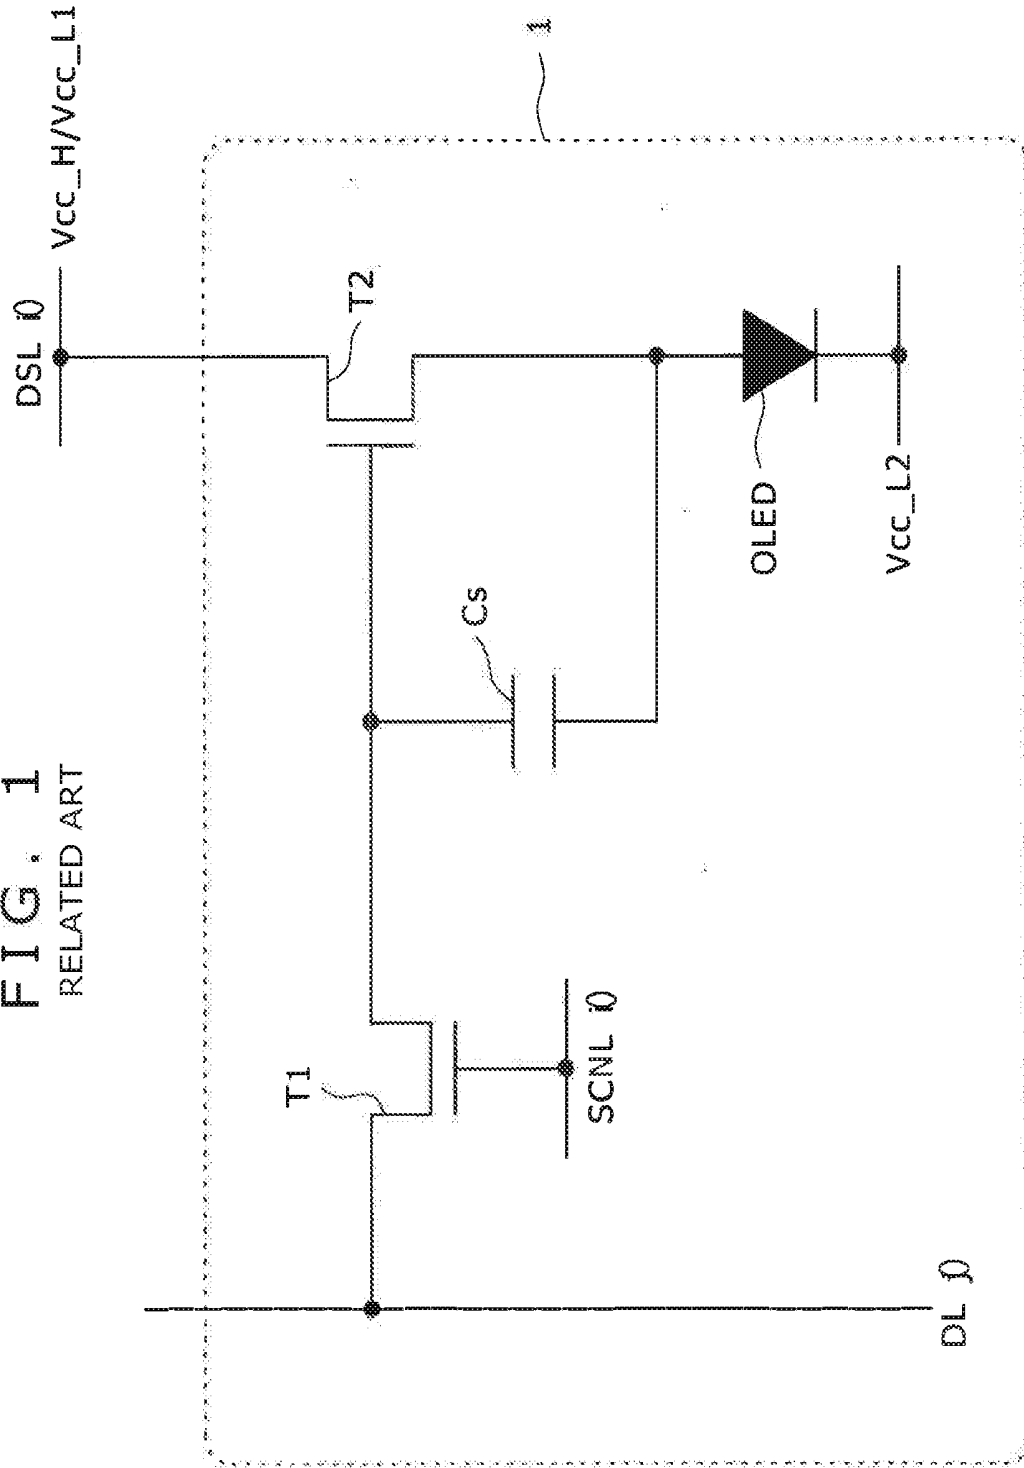 FIG. 1
RELATED ART
DSL i()
Vcc_H/Vcc_L1
1
T2
T1
Cs
OLED
SCNL i()
Vcc_L2
DL j()